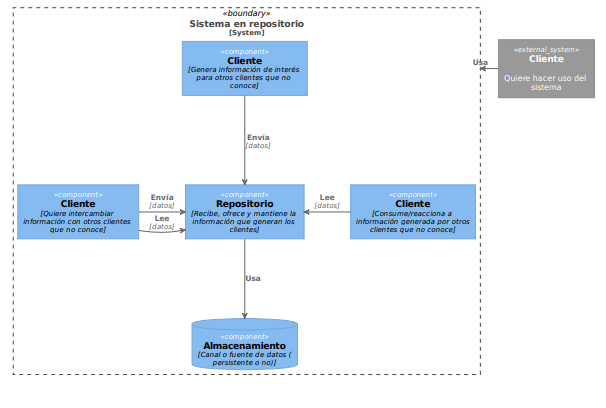 «boundary»
Sistema en repositorio
[System]
«component»
Cliente
[Genera información de interés
para otros clientes que no
conoce]
«external_system»
Cliente
Quiere hacer uso del
sistema
Usa
Envía
[datos]
«component»
Cliente
[Quiere intercambiar
información con otros clientes
que no conoce]
Envía
[datos]
Lee
[datos]
«component»
Repositorio
[Recibe, ofrece y mantiene la
información que generan los
clientes]
Lee
[datos]
«component»
Cliente
[Consume/reacciona a
información generada por otros
clientes que no conoce]
Usa
«component»
Almacenamiento
[Canal o fuente de datos (
persistente o no)]